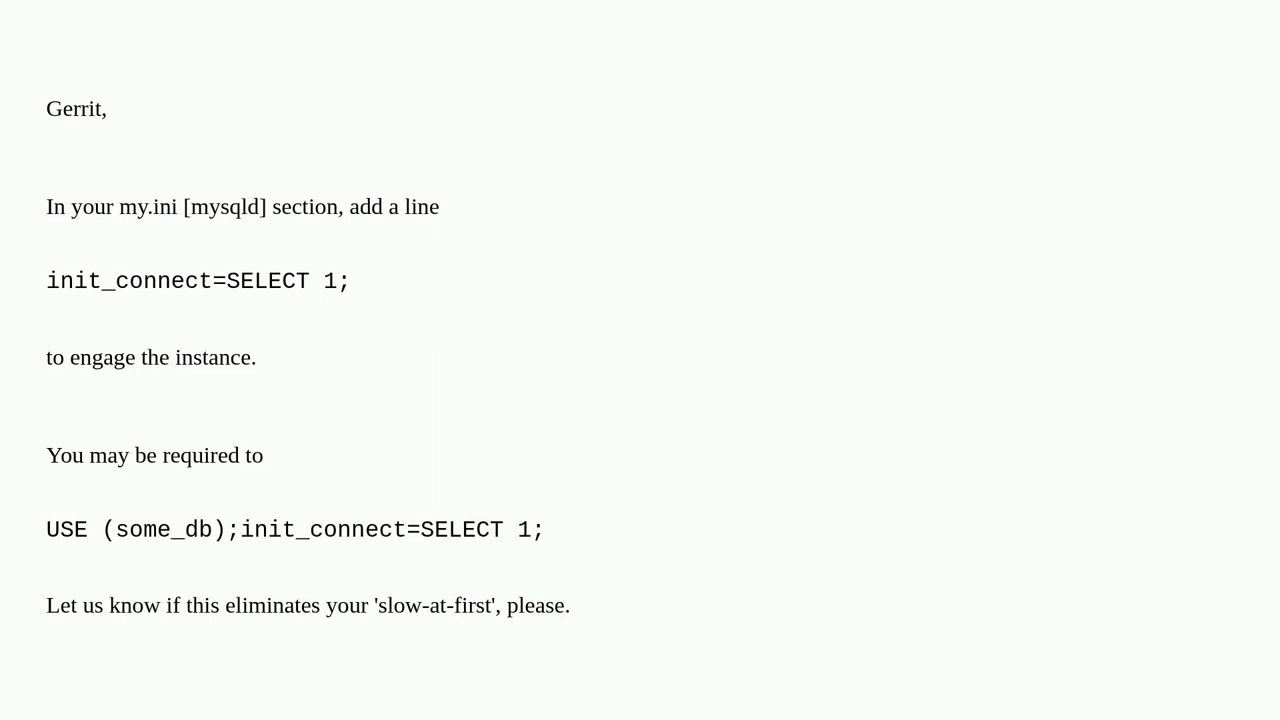 Gerrit,
In your my.ini [mysqld] section, add a line
init_connect=SELECT 1;
to engage the instance.
You may be required to
USE (some_db);init_connect=SELECT 1;
Let us know if this eliminates your 'slow-at-first', please.